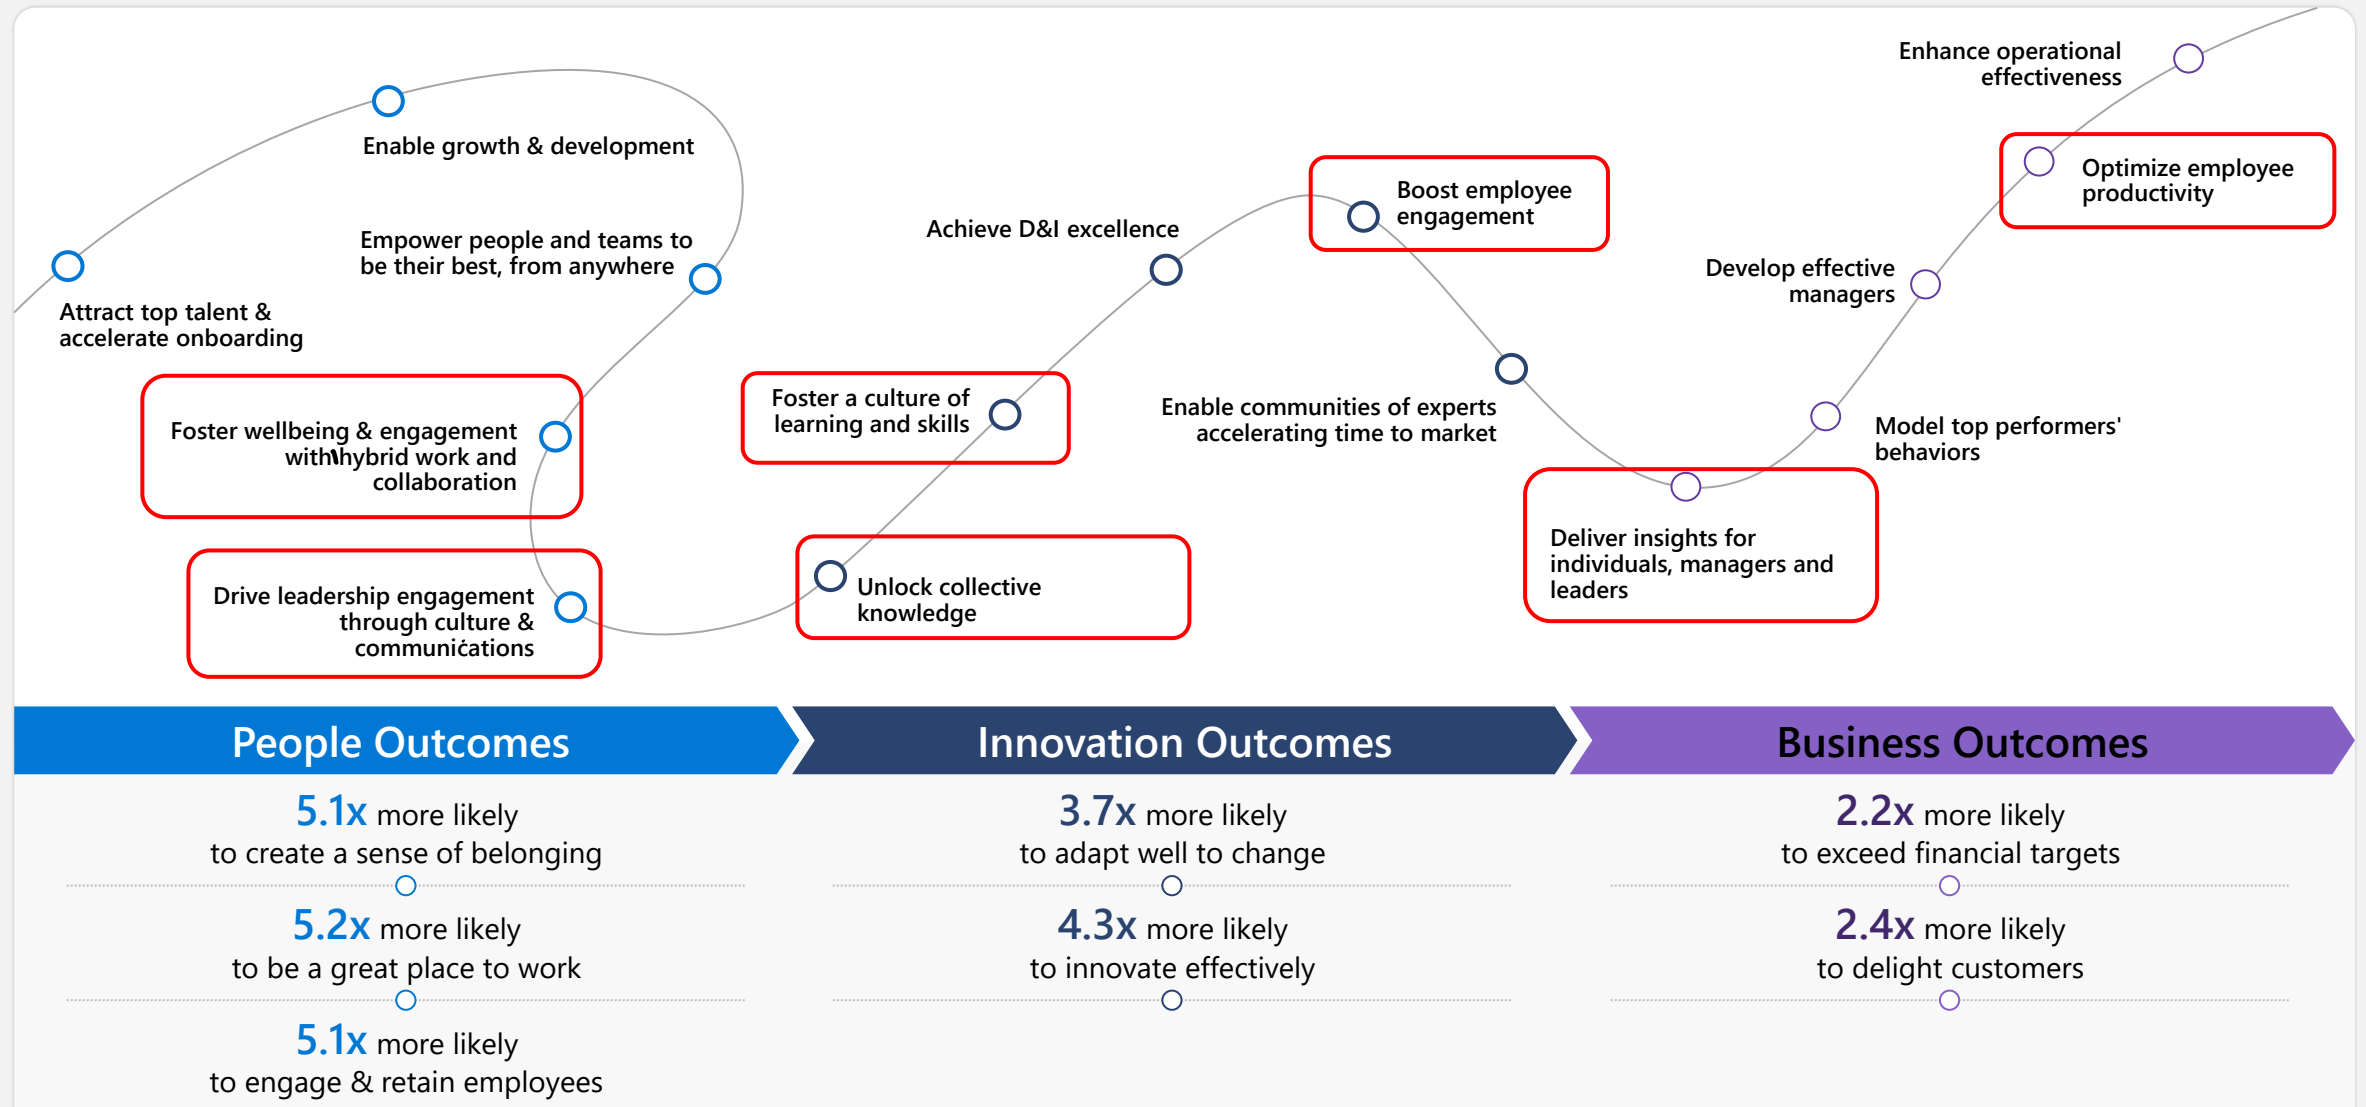 Enable growth & development
Empower people and teams to
be their best, from anywhere
Attract top talent &
accelerate onboarding
Foster wellbeing & engagement
with hybrid work and
collaboration
Drive leadership engagement
through culture &
communications
Unlock collective
knowledge
Foster a culture of
learning and skills
Achieve D&I excellence
Boost employee
engagement
Enable communities of experts
accelerating time to market
Deliver insights for
individuals, managers and
leaders
Model top performers'
behaviors
Develop effective
managers
Optimize employee
productivity
Enhance operational
effectiveness
People Outcomes
5.1x more likely
to create a sense of belonging
5.2x more likely
to be a great place to work
5.1x more likely
to engage & retain employees
Innovation Outcomes
3.7x more likely
to adapt well to change
4.3x more likely
to innovate effectively
Business Outcomes
2.2x more likely
to exceed financial targets
2.4x more likely
to delight customers